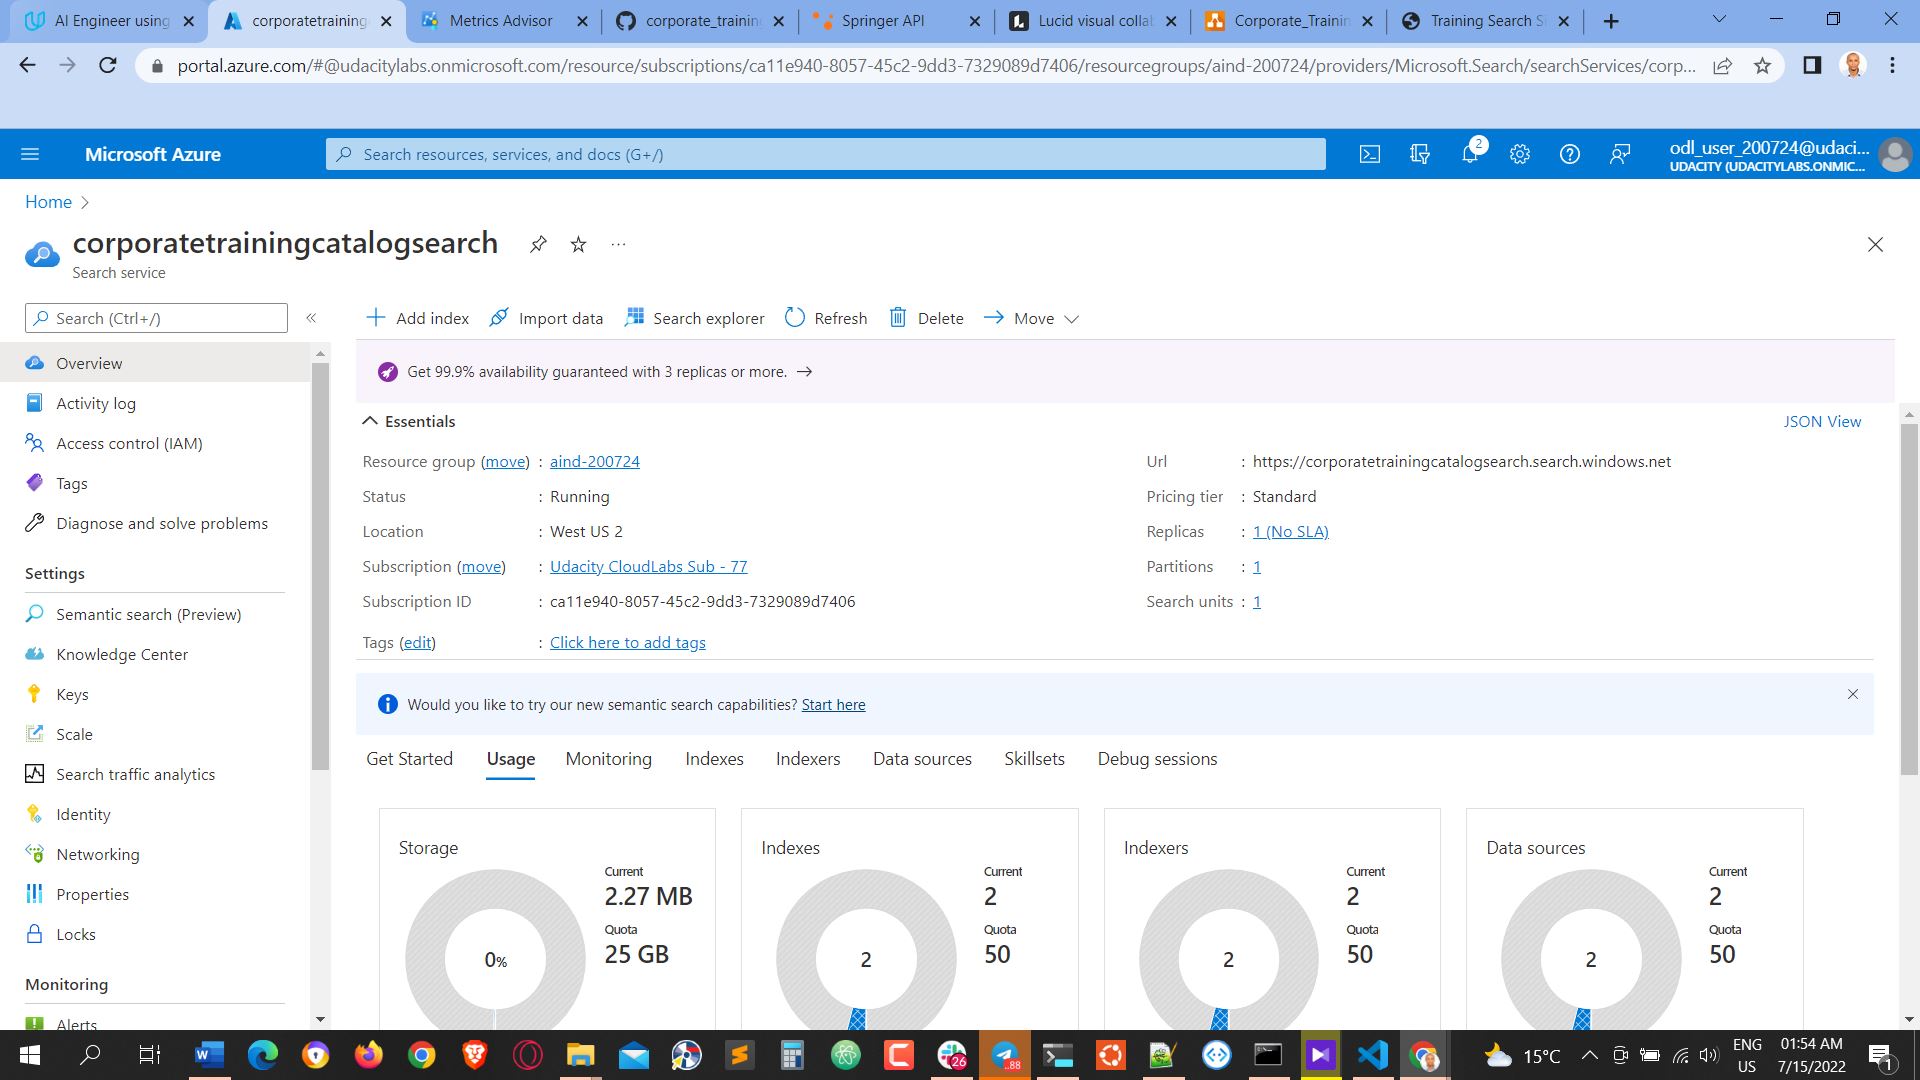 AI Engineer using
corporatetraining
Metrics Advisor
corporate_training
Springer API
Lucid visual collab
Corporate_Trainin
Training Search Si
portal.azure.com/#@udacitylabs.onmicrosoft.com/resource/subscriptions/ca11e940-8057-45c2-9dd3-7329089d7406/resourcegroups/aind-200724/providers/Microsoft.Search/searchServices/corp...
Microsoft Azure
Search resources, services, and docs (G+/)
2
odl_user_200724@udaci...
UDACITY (UDACITYLABS.ONMIC...
Home
corporatetrainingcatalogsearch
Search service
Search (Ctrl+/)
«
Overview
Activity log
Access control (IAM)
Tags
Diagnose and solve problems
Settings
Semantic search (Preview)
Knowledge Center
Keys
Scale
Search traffic analytics
Identity
Networking
Properties
Locks
Monitoring
Alerts
Add index
Import data
Search explorer
Refresh
Delete
Move
Get 99.9% availability guaranteed with 3 replicas or more. →
Essentials
JSON View
Resource group (move) : aind-200724
Status : Running
Location : West US 2
Subscription (move) : Udacity CloudLabs Sub - 77
Subscription ID : ca11e940-8057-45c2-9dd3-7329089d7406
Tags (edit) : Click here to add tags
Url : https://corporatetrainingcatalogsearch.search.windows.net
Pricing tier : Standard
Replicas : 1 (No SLA)
Partitions : 1
Search units : 1
Would you like to try our new semantic search capabilities? Start here
Get Started
Usage
Monitoring
Indexes
Indexers
Data sources
Skillsets
Debug sessions
Storage
0%
Current
2.27 MB
Quota
25 GB
Indexes
2
Current
2
Quota
50
Indexers
2
Current
2
Quota
50
Data sources
2
Current
2
Quota
50
26
.88
15°C
ENG
US
01:54 AM
7/15/2022
1